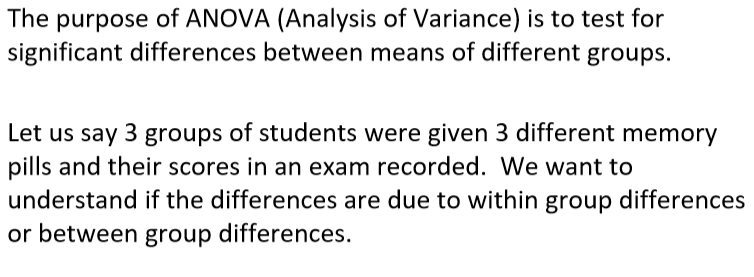 The purpose of ANOVA (Analysis of Variance) is to test for
significant differences between means of different groups.
Let us say 3 groups of students were given 3 different memory
pills and their scores in an exam recorded.  We want to
understand if the differences are due to within group differences
or between group differences.